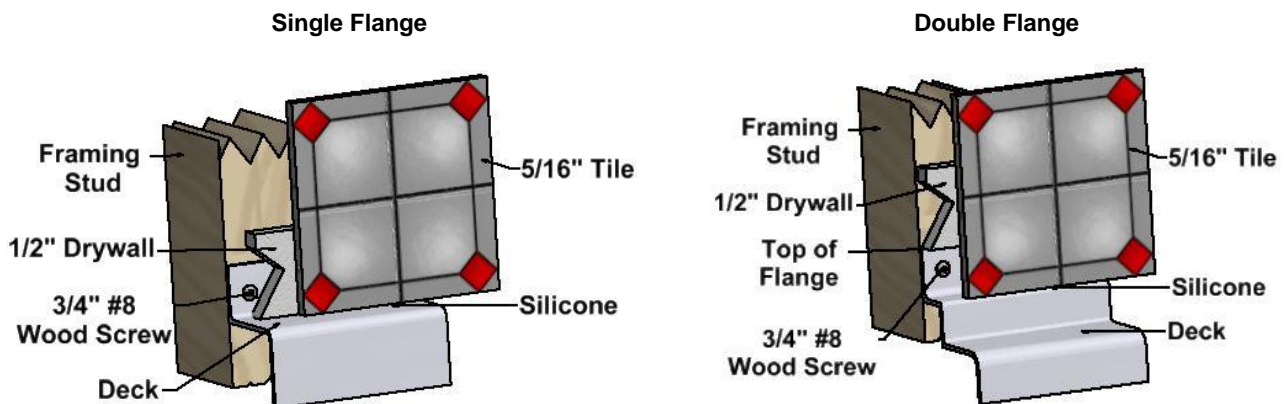 Single Flange
Framing
Stud
5/16" Tile
1/2" Drywall
3/4" #8
Wood Screw
Silicone
Deck
Double Flange
Framing
Stud
5/16" Tile
1/2" Drywall
Top of
Flange
Silicone
Deck
3/4" #8
Wood Screw